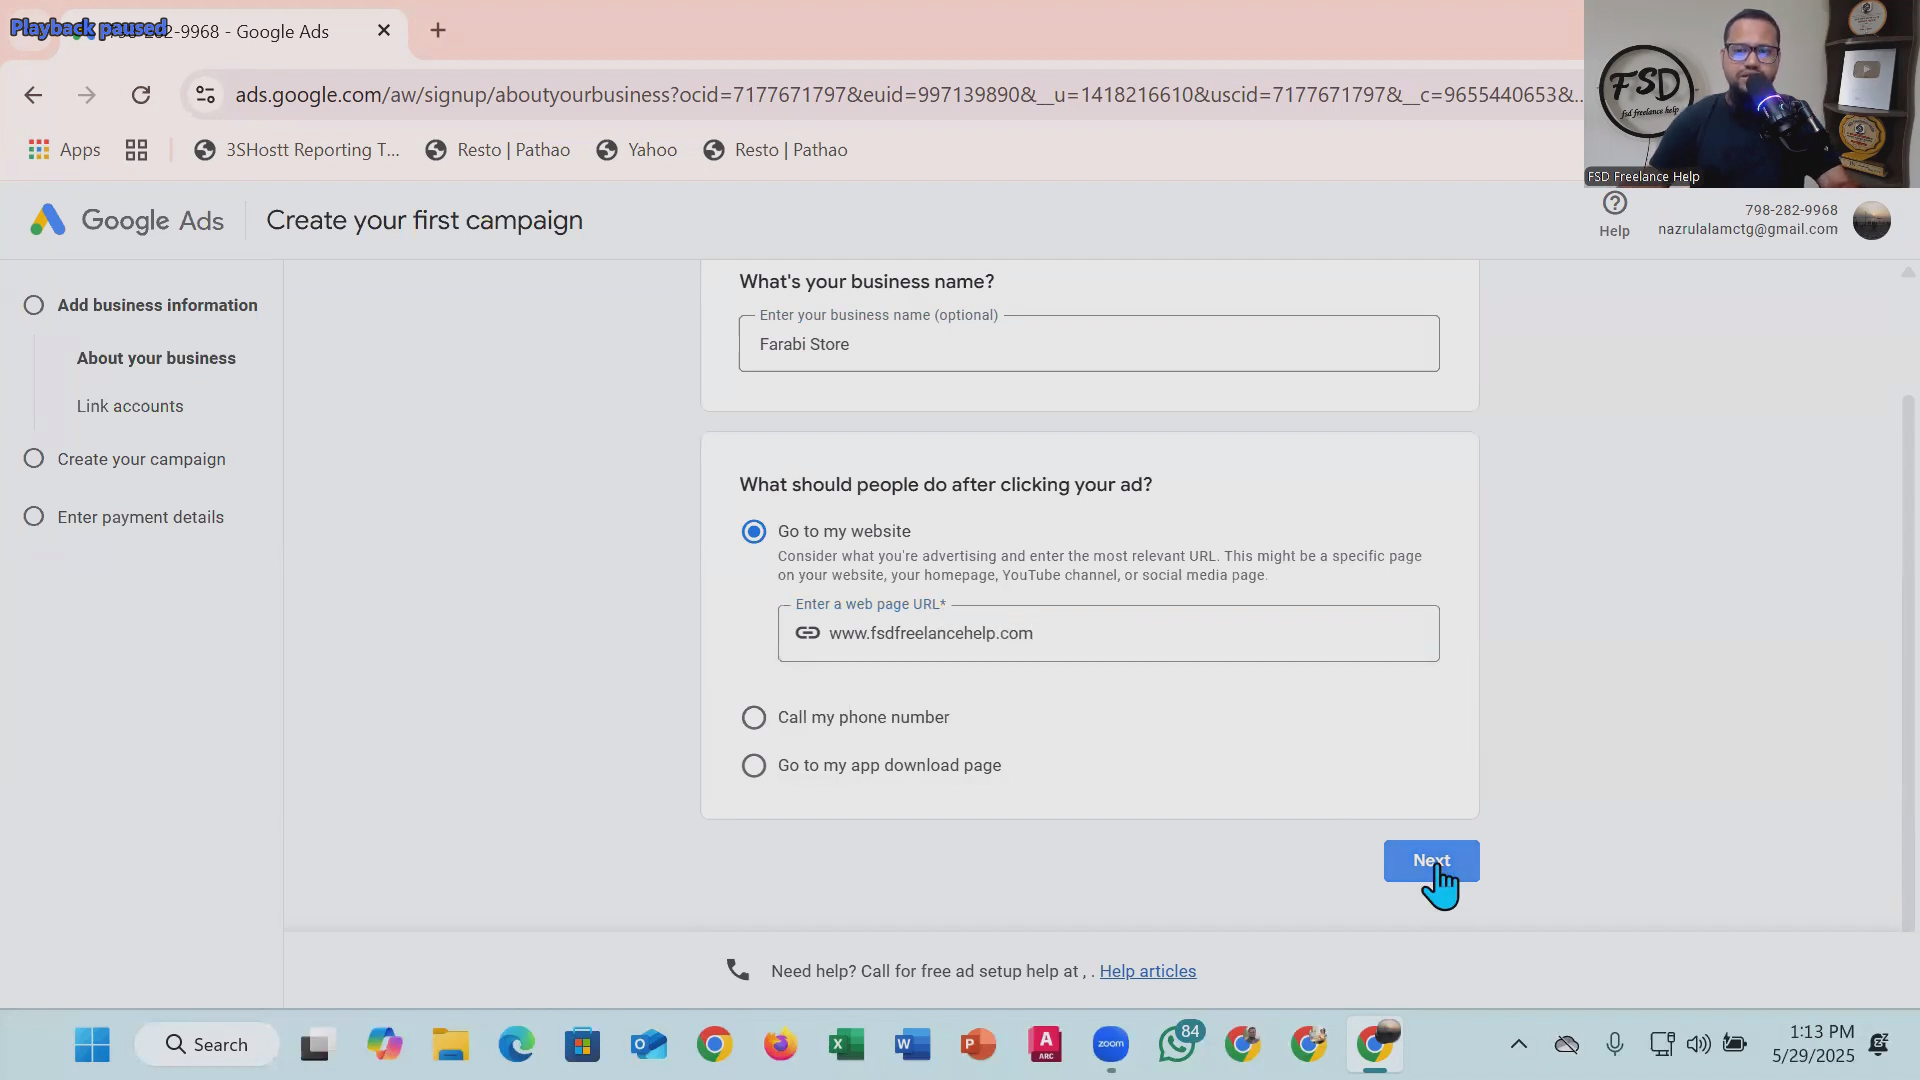 Playback paused
282-9968 - Google Ads
ads.google.com/aw/signup/aboutyourbusiness?ocid=7177671797&euid=997139890&__u=1418216610&uscid=7177671797&__c=9655440653&...
Apps
3SHostt Reporting T...
Resto | Pathao
Yahoo
Resto | Pathao
FSD
fsd freelance help
FSD Freelance Help
Google Ads
Create your first campaign
Help
798-282-9968
nazrulalamctg@gmail.com
Add business information
About your business
Link accounts
Create your campaign
Enter payment details
What's your business name?
Enter your business name (optional)
Farabi Store
What should people do after clicking your ad?
Go to my website
Consider what you're advertising and enter the most relevant URL. This might be a specific page
on your website, your homepage, YouTube channel, or social media page.
Enter a web page URL*
www.fsdfreelancehelp.com
Call my phone number
Go to my app download page
Next
Need help? Call for free ad setup help at , . Help articles
Search
A
ARC
zoom
84
1:13 PM
5/29/2025